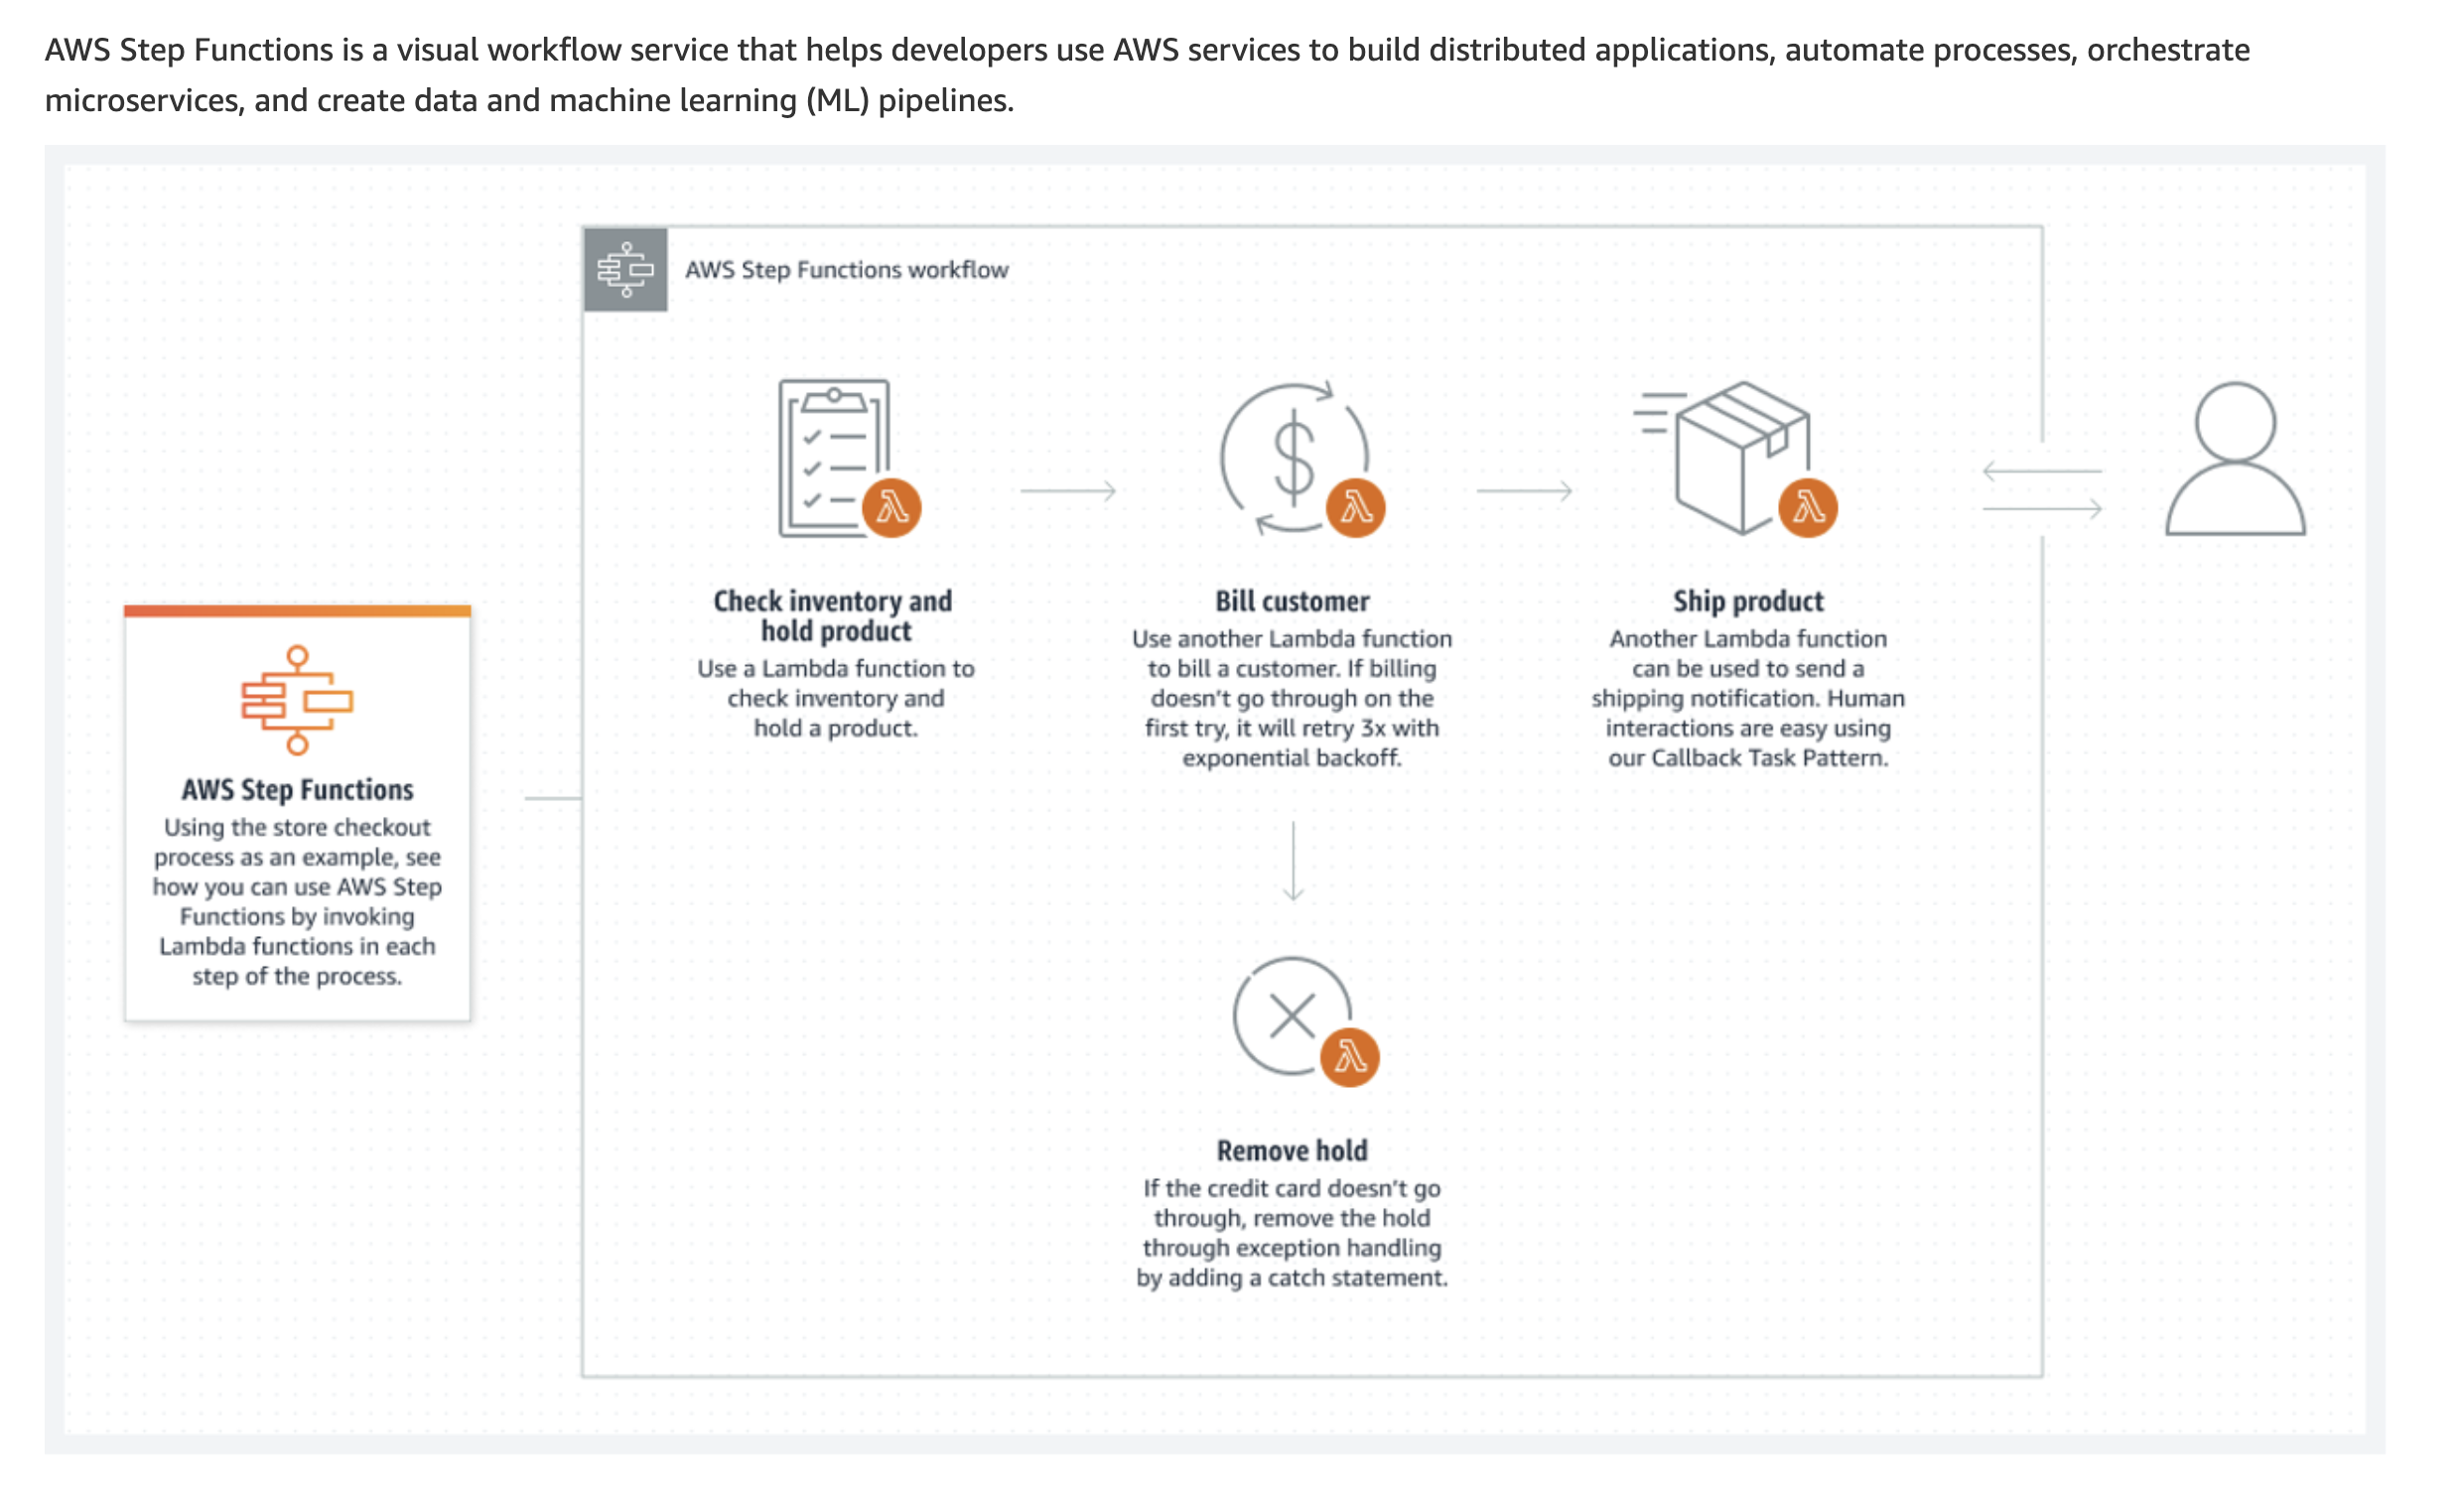 AWS Step Functions is a visual workflow service that helps developers use AWS services to build distributed applications, automate processes, orchestrate
microservices, and create data and machine learning (ML) pipelines.
AWS Step Functions workflow
Check inventory and
hold product
Use a Lambda function to
check inventory and
hold a product.
Bill customer
Use another Lambda function
to bill a customer. If billing
doesn't go through on the
first try, it will retry 3x with
exponential backoff.
Ship product
Another Lambda function
can be used to send a
shipping notification. Human
interactions are easy using
our Callback Task Pattern.
AWS Step Functions
Using the store checkout
process as an example, see
how you can use AWS Step
Functions by invoking
Lambda functions in each
step of the process.
Remove hold
If the credit card doesn't go
through, remove the hold
through exception handling
by adding a catch statement.